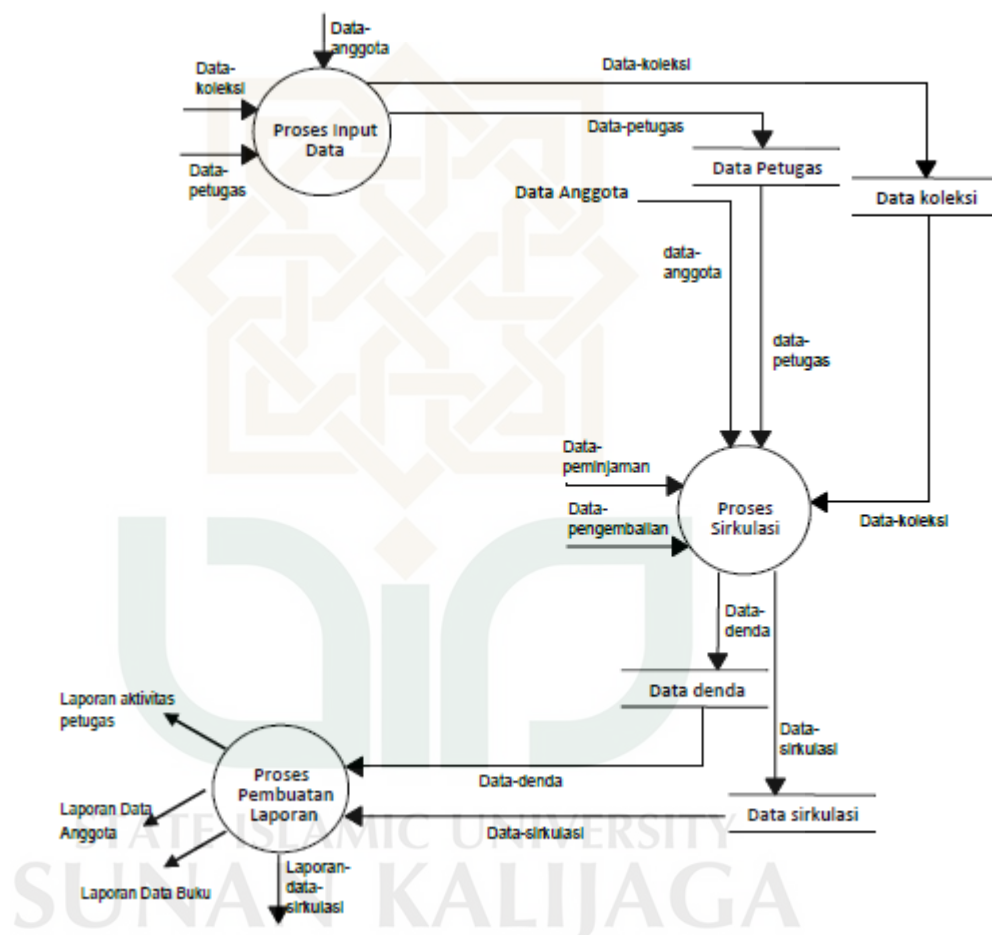 Data-
anggota
Data-
koleksi
Data-koleksi
Proses Input
Data
Data-petugas
Data-
petugas
Data Petugas
Data Anggota
Data koleksi
data-
anggota
data-
petugas
Data-
peminjaman
Proses
Sirkulasi
Data-
pengembalian
Data-koleksi
Data-
denda
Data denda
Laporan aktivitas
petugas
Data-
sirkulasi
Proses
Pembuatan
Laporan
Data-denda
Laporan Data
Anggota
Data sirkulasi
Data-sirkulasi
STATE ISLAMIC UNIVERSITY
Laporan Data Buku
Laporan-
data-
sirkulasi
SUNAN KALIJAGA